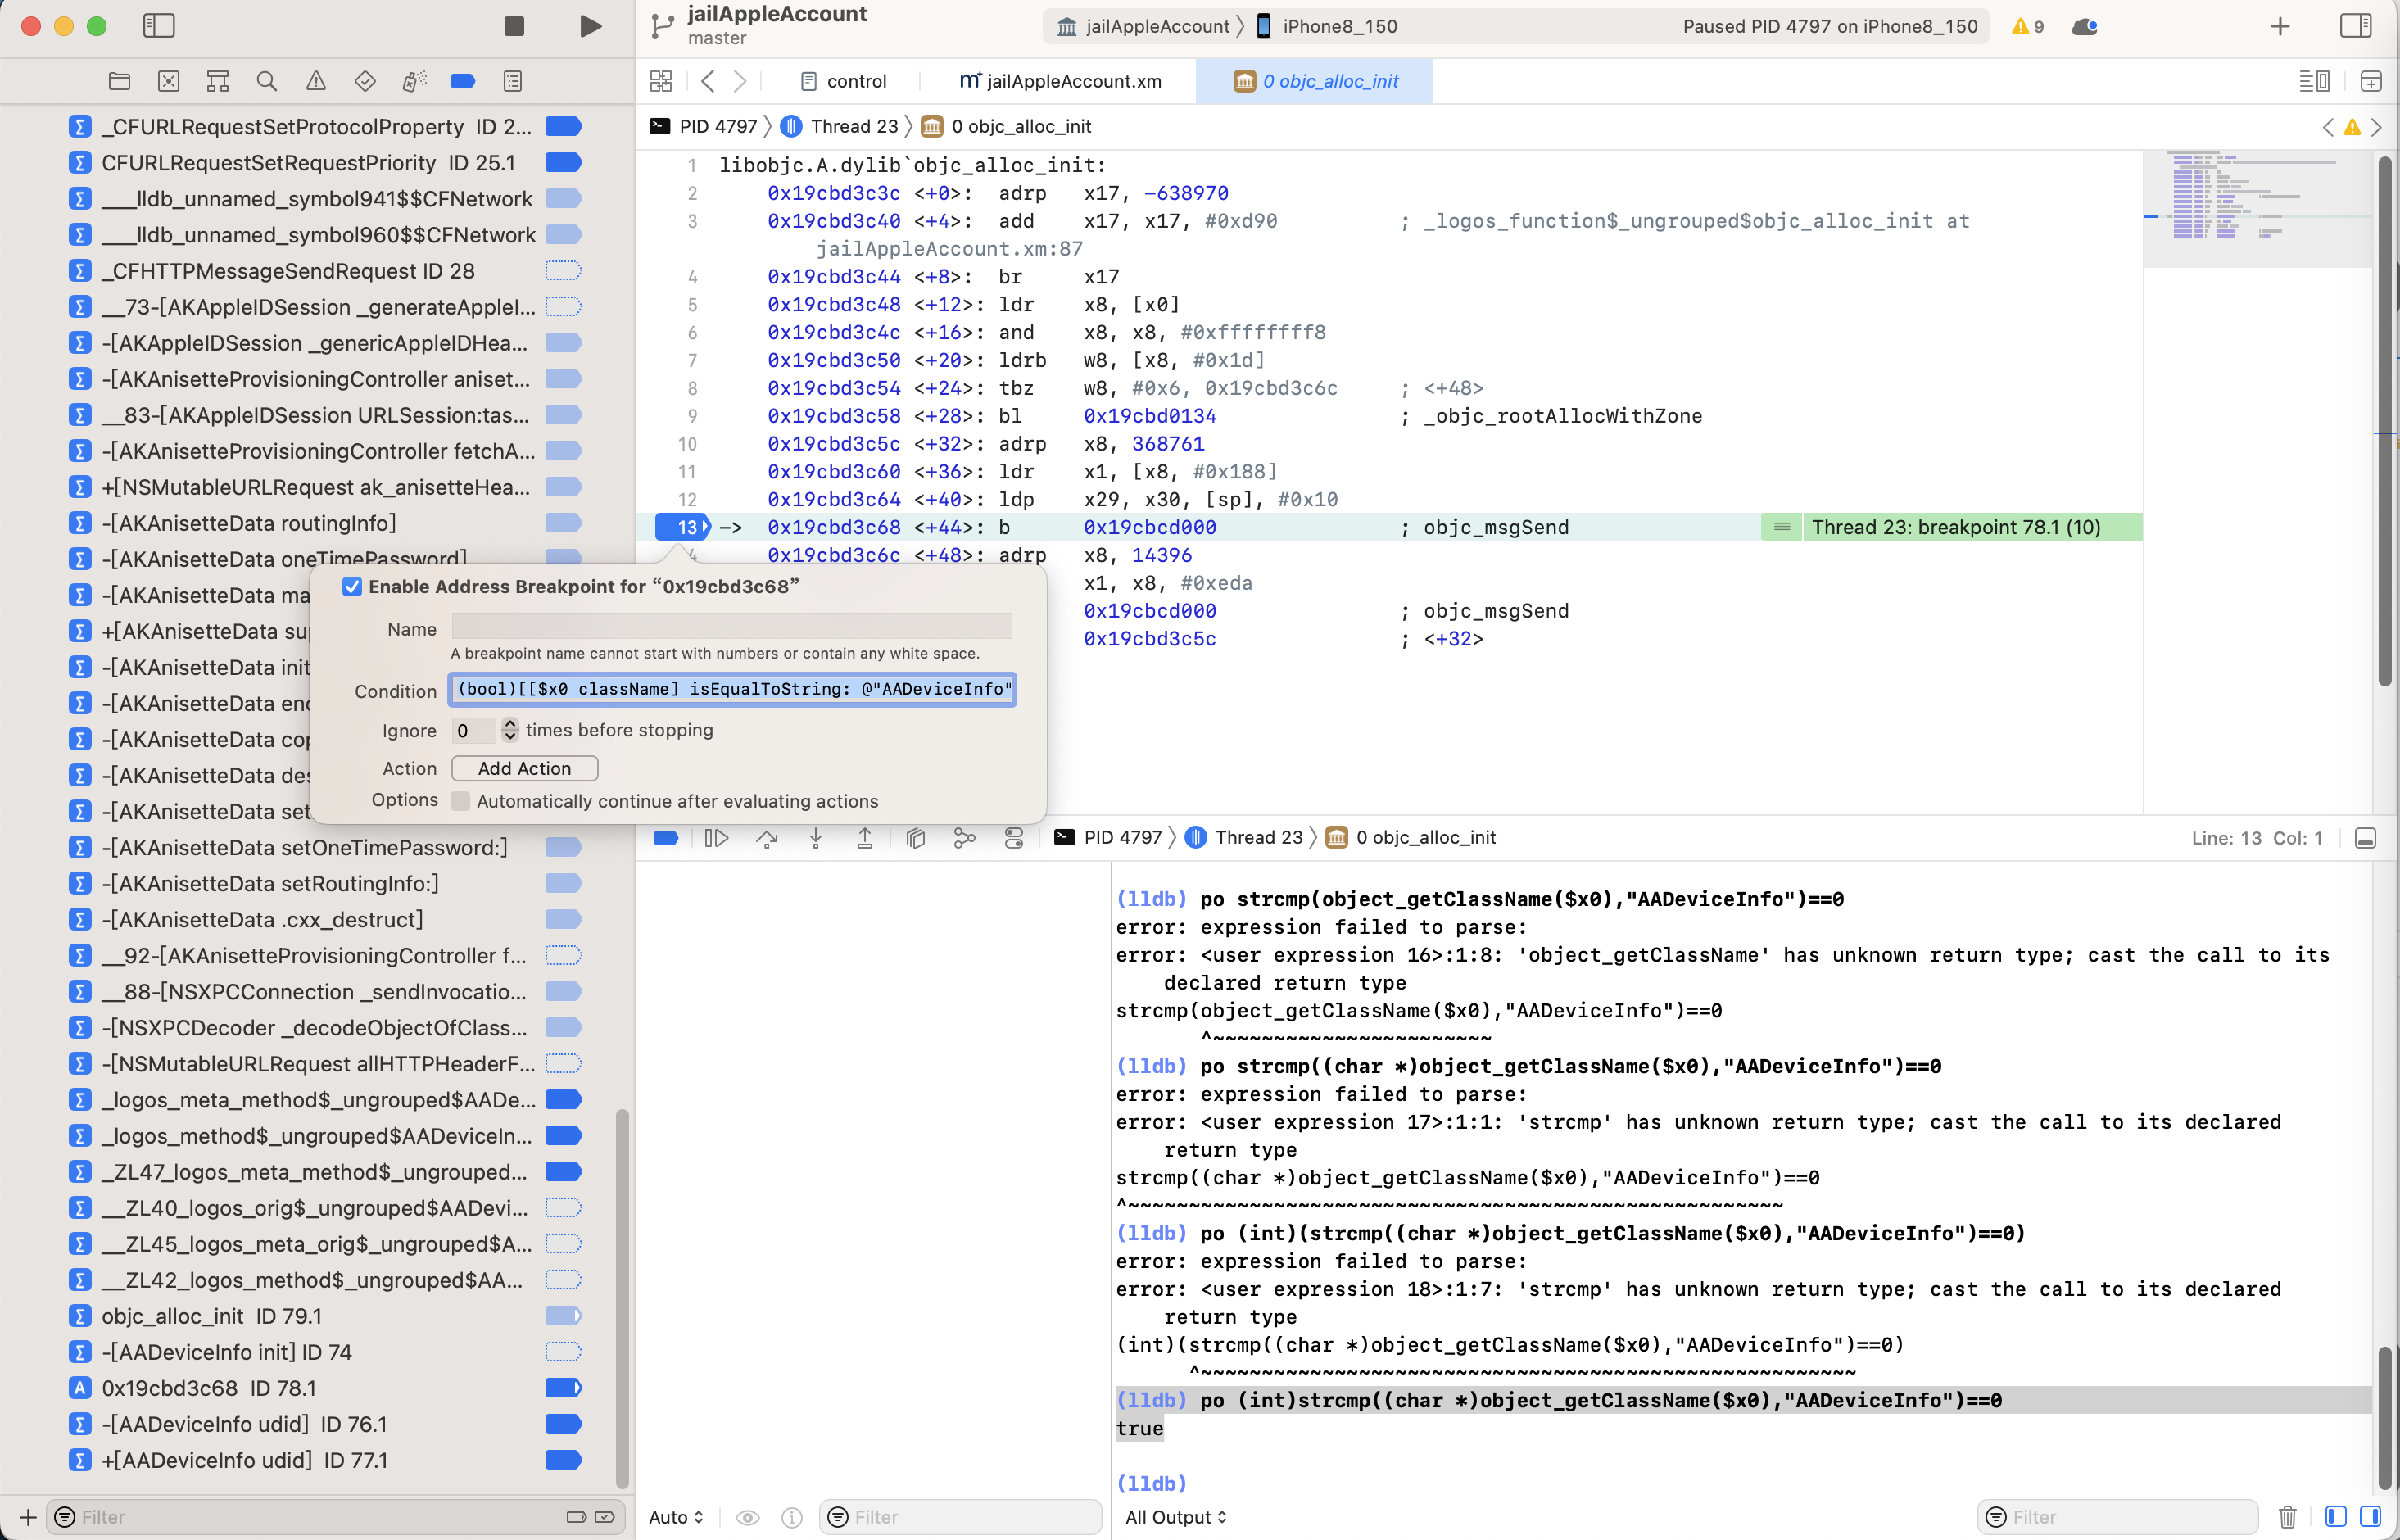 jailAppleAccount
master
jailAppleAccount
iPhone8_150
Paused PID 4797 on iPhone8_150
9
control
jailAppleAccount.xm
0 objc_alloc_init
PID 4797
Thread 23
0 objc_alloc_init
_CFURLRequestSetProtocolProperty ID 2...
CFURLRequestSetRequestPriority ID 25.1
___lldb_unnamed_symbol941$$CFNetwork
___lldb_unnamed_symbol960$$CFNetwork
_CFHTTPMessageSendRequest ID 28
__73-[AKAppleIDSession _generateAppleI...
-[AKAppleIDSession _genericAppleIDHea...
-[AKAnisetteProvisioningController aniset...
__83-[AKAppleIDSession URLSession:tas...
-[AKAnisetteProvisioningController fetchA...
+[NSMutableURLRequest ak_anisetteHea...
-[AKAnisetteData routingInfo]
-[AKAnisetteData oneTimePassword]
-[AKAnisetteData ma
+[AKAnisetteData su
-[AKAnisetteData init
-[AKAnisetteData enc
-[AKAnisetteData cop
-[AKAnisetteData des
-[AKAnisetteData set
-[AKAnisetteData setOneTimePassword:]
-[AKAnisetteData setRoutingInfo:]
-[AKAnisetteData .cxx_destruct]
__92-[AKAnisetteProvisioningController f...
__88-[NSXPCConnection _sendInvocatio...
-[NSXPCDecoder _decodeObjectOfClass...
-[NSMutableURLRequest allHTTPHeaderF...
_logos_meta_method$_ungrouped$AADe...
_logos_method$_ungrouped$AADeviceIn...
_ZL47_logos_meta_method$_ungrouped...
__ZL40_logos_orig$_ungrouped$AADevi...
__ZL45_logos_meta_orig$_ungrouped$A...
__ZL42_logos_method$_ungrouped$AA...
objc_alloc_init ID 79.1
-[AADeviceInfo init] ID 74
0x19cbd3c68 ID 78.1
-[AADeviceInfo udid] ID 76.1
+[AADeviceInfo udid] ID 77.1
Filter
1 libobjc.A.dylib`objc_alloc_init:
2 0x19cbd3c3c <+0>: adrp x17, -638970
3 0x19cbd3c40 <+4>: add x17, x17, #0xd90 ; _logos_function$_ungrouped$objc_alloc_init at
jailAppleAccount.xm:87
4 0x19cbd3c44 <+8>: br x17
5 0x19cbd3c48 <+12>: ldr x8, [x0]
6 0x19cbd3c4c <+16>: and x8, x8, #0xffffffff8
7 0x19cbd3c50 <+20>: ldrb w8, [x8, #0x1d]
8 0x19cbd3c54 <+24>: tbz w8, #0x6, 0x19cbd3c6c ; <+48>
9 0x19cbd3c58 <+28>: bl 0x19cbd0134 ; _objc_rootAllocWithZone
10 0x19cbd3c5c <+32>: adrp x8, 368761
11 0x19cbd3c60 <+36>: ldr x1, [x8, #0x188]
12 0x19cbd3c64 <+40>: ldp x29, x30, [sp], #0x10
13 -> 0x19cbd3c68 <+44>: b 0x19cbcd000 ; objc_msgSend Thread 23: breakpoint 78.1 (10)
4 0x19cbd3c6c <+48>: adrp x8, 14396
x1, x8, #0xeda
0x19cbcd000 ; objc_msgSend
0x19cbd3c5c ; <+32>
Enable Address Breakpoint for “0x19cbd3c68”
Name
A breakpoint name cannot start with numbers or contain any white space.
Condition (bool)[[$x0 className] isEqualToString: @"AADeviceInfo"
Ignore 0 times before stopping
Action Add Action
Options Automatically continue after evaluating actions
PID 4797
Thread 23
0 objc_alloc_init
Line: 13 Col: 1
(lldb) po strcmp(object_getClassName($x0),"AADeviceInfo")==0
error: expression failed to parse:
error: <user expression 16>:1:8: 'object_getClassName' has unknown return type; cast the call to its
declared return type
strcmp(object_getClassName($x0),"AADeviceInfo")==0
^~~~~~~~~~~~~~~~~~~~~~~~
(lldb) po strcmp((char *)object_getClassName($x0),"AADeviceInfo")==0
error: expression failed to parse:
error: <user expression 17>:1:1: 'strcmp' has unknown return type; cast the call to its declared
return type
strcmp((char *)object_getClassName($x0),"AADeviceInfo")==0
^~~~~~~~~~~~~~~~~~~~~~~~~~~~~~~~~~~~~~~~~~~~~~~~~~~~~~~
(lldb) po (int)(strcmp((char *)object_getClassName($x0),"AADeviceInfo")==0)
error: expression failed to parse:
error: <user expression 18>:1:7: 'strcmp' has unknown return type; cast the call to its declared
return type
(int)(strcmp((char *)object_getClassName($x0),"AADeviceInfo")==0)
^~~~~~~~~~~~~~~~~~~~~~~~~~~~~~~~~~~~~~~~~~~~~~~~~~~~~~~
(lldb) po (int)strcmp((char *)object_getClassName($x0),"AADeviceInfo")==0
true
(lldb)
Auto
Filter
All Output
Filter